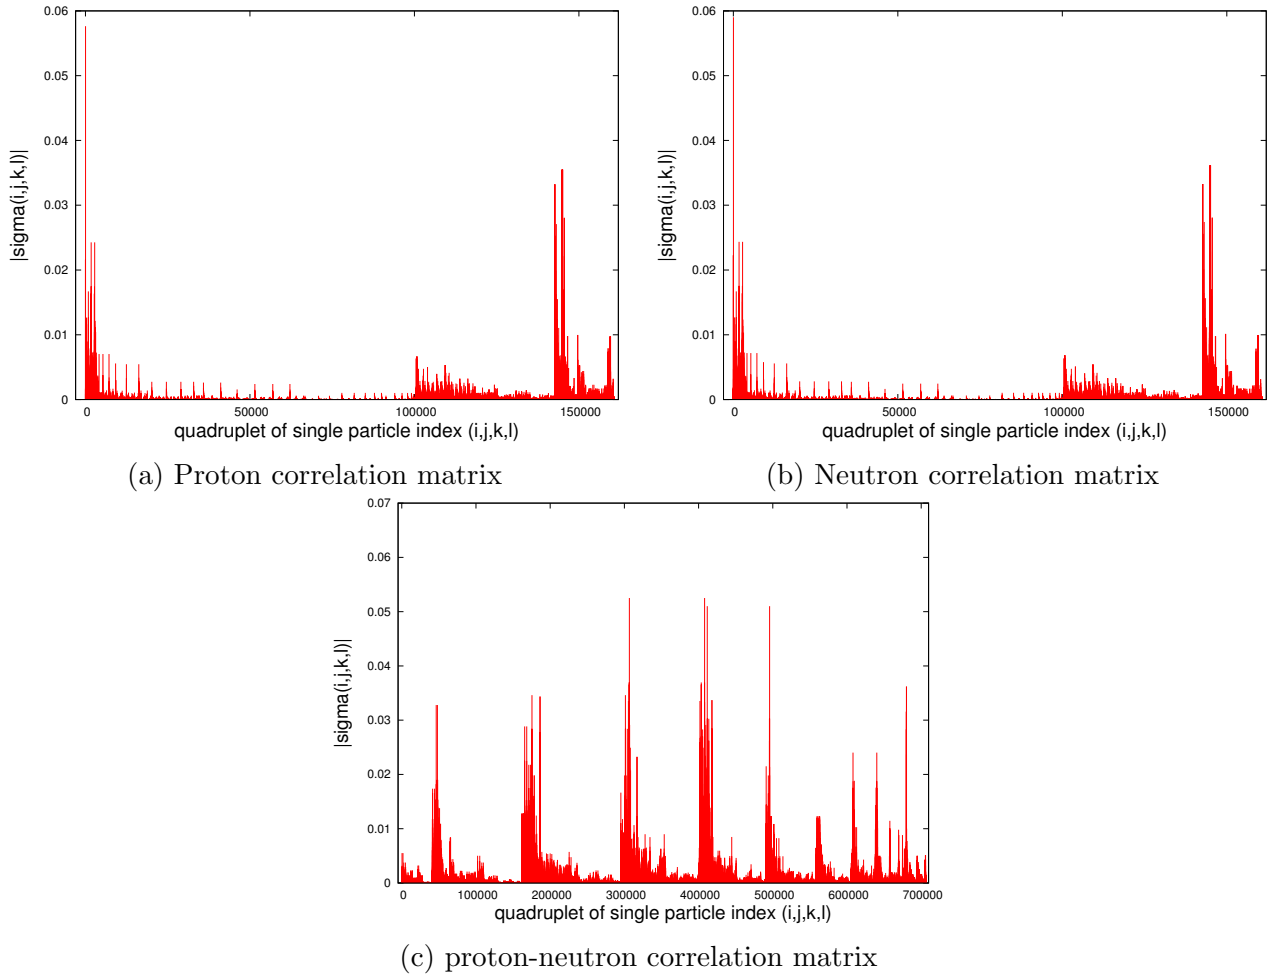 0.06
0.05
0.04
0.03
0.02
0.01
0
|sigma(i,j,k,l)|
0 50000 100000 150000
quadruplet of single particle index (i,j,k,l)
(a) Proton correlation matrix
0.06
0.05
0.04
0.03
0.02
0.01
0
|sigma(i,j,k,l)|
0 50000 100000 150000
quadruplet of single particle index (i,j,k,l)
(b) Neutron correlation matrix
0.07
0.06
0.05
0.04
0.03
0.02
0.01
0
|sigma(i,j,k,l)|
0 100000 200000 300000 400000 500000 600000 700000
quadruplet of single particle index (i,j,k,l)
(c) proton-neutron correlation matrix